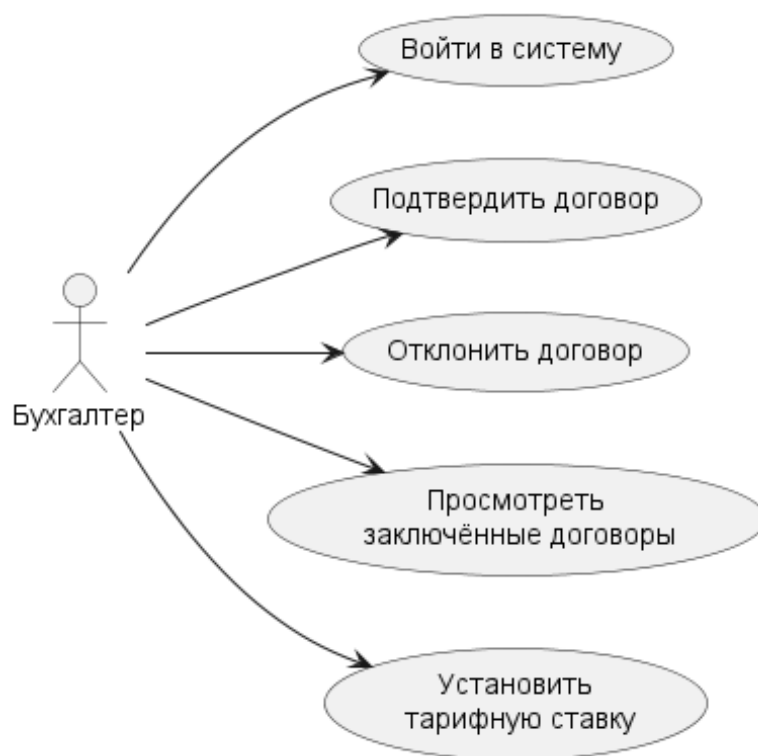 Войти в систему
Подтвердить договор
Отклонить договор
Бухгалтер
Просмотреть
заключённые договоры
Установить
тарифную ставку